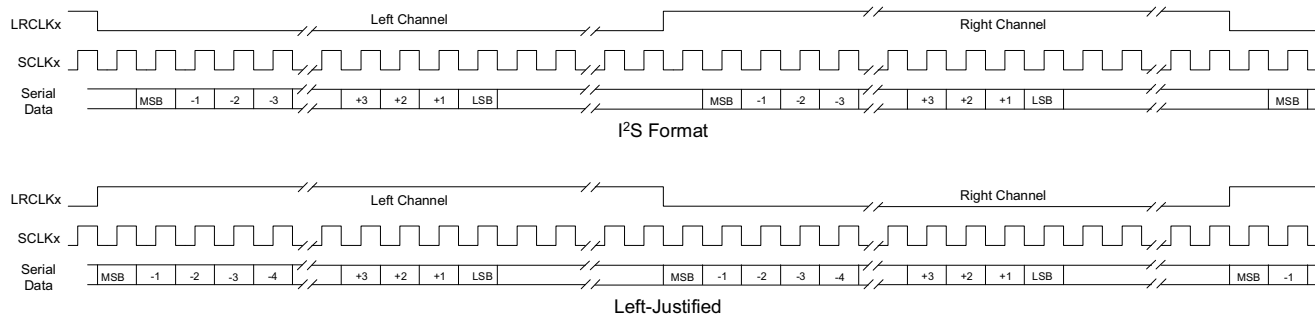 LRCLKx Left Channel Right Channel
SCLKx
Serial Data MSB -1 -2 -3 +3 +2 +1 LSB MSB -1 -2 -3 +3 +2 +1 LSB MSB
I²S Format
LRCLKx Left Channel Right Channel
SCLKx
Serial Data MSB -1 -2 -3 -4 +3 +2 +1 LSB MSB -1 -2 -3 -4 +3 +2 +1 LSB MSB -1
Left-Justified